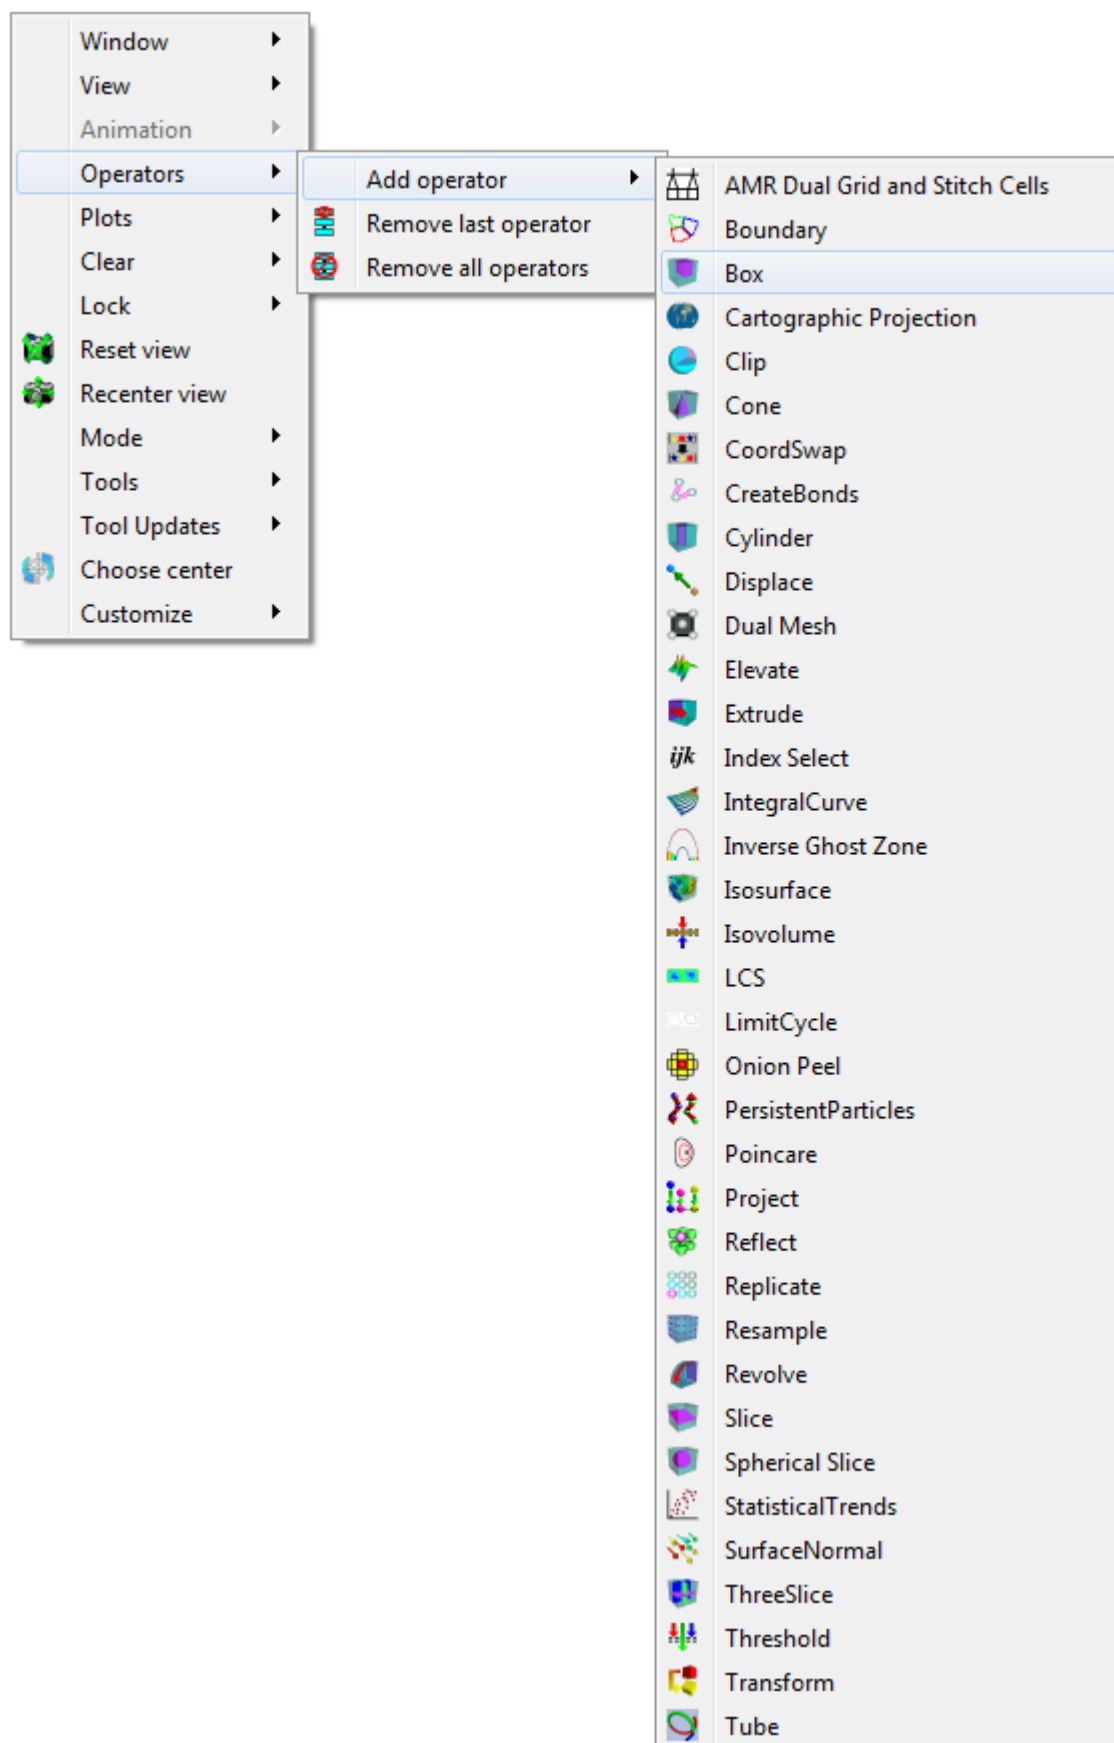 Window
View
Animation
Operators
Plots
Clear
Lock
Reset view
Recenter view
Mode
Tools
Tool Updates
Choose center
Customize
Add operator
Remove last operator
Remove all operators
AMR Dual Grid and Stitch Cells
Boundary
Box
Cartographic Projection
Clip
Cone
CoordSwap
CreateBonds
Cylinder
Displace
Dual Mesh
Elevate
Extrude
ijk Index Select
IntegralCurve
Inverse Ghost Zone
Isosurface
Isovolume
LCS
LimitCycle
Onion Peel
PersistentParticles
Poincare
Project
Reflect
Replicate
Resample
Revolve
Slice
Spherical Slice
StatisticalTrends
SurfaceNormal
ThreeSlice
Threshold
Transform
Tube